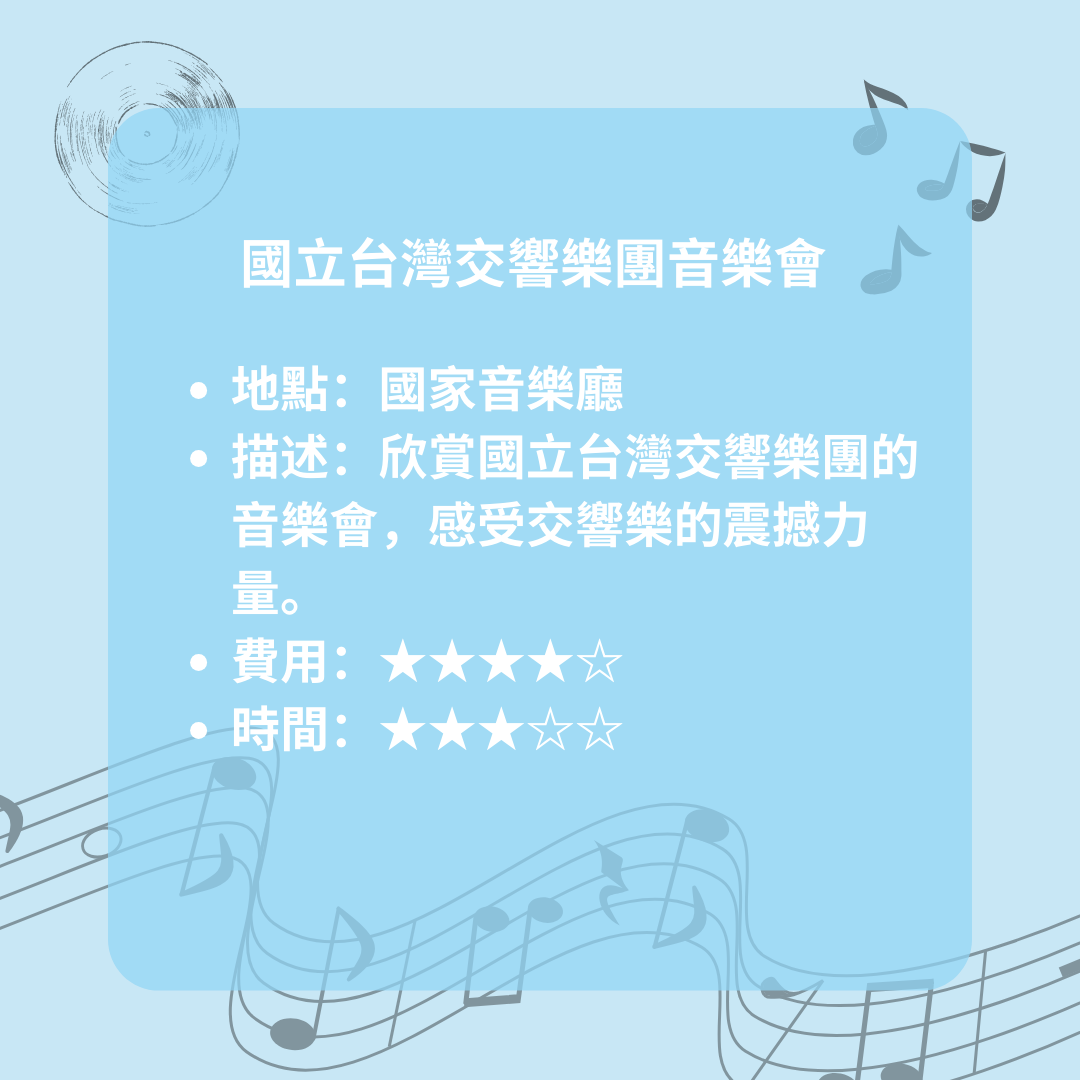 國立台灣交響樂團音樂會
• 地點：國家音樂廳
• 描述：欣賞國立台灣交響樂團的
音樂會，感受交響樂的震撼力
量。
• 費用：★★★★☆
• 時間：★★★☆☆